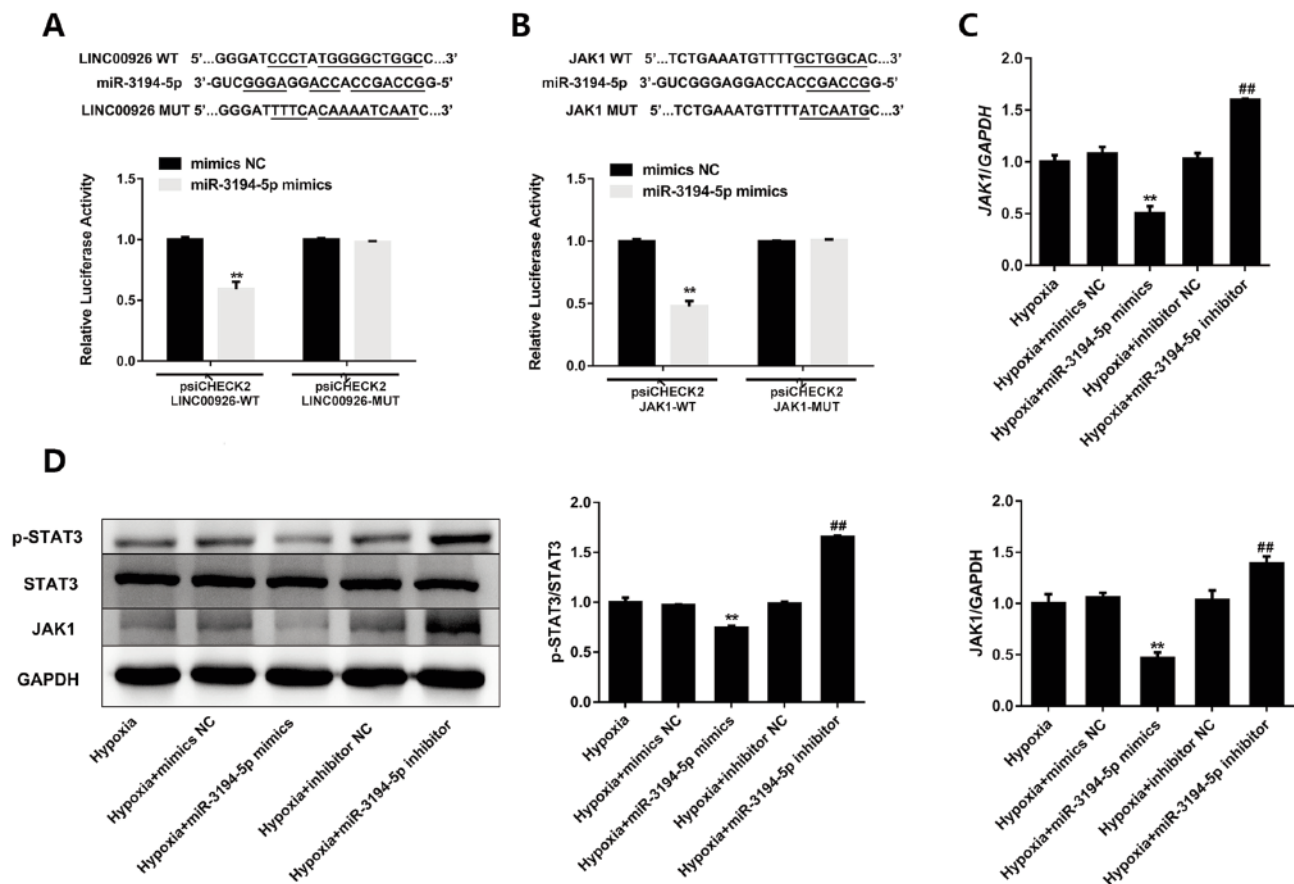 A
LINC00926 WT 5'...GGGATCCCTATGGGGCTGGCC...3'
miR-3194-5p 3'-GUCGGGAGGACCACCGACCGG-5'
LINC00926 MUT 5'...GGGATTTTCACAAAATCAATC...3'
mimics NC
miR-3194-5p mimics
Relative Luciferase Activity
1.5
1.0
0.5
0.0
**
psiCHECK2
LINC00926-WT
psiCHECK2
LINC00926-MUT
B
JAK1 WT 5'...TCTGAAATGTTTTGCTGGCAC...3'
miR-3194-5p 3'-GUCGGGAGGACCACCGACCGG-5'
JAK1 MUT 5'...TCTGAAATGTTTTATCAATGC...3'
mimics NC
miR-3194-5p mimics
Relative Luciferase Activity
1.5
1.0
0.5
0.0
**
psiCHECK2
JAK1-WT
psiCHECK2
JAK1-MUT
C
JAK1/GAPDH
2.0
1.5
1.0
0.5
0.0
**
##
Hypoxia
Hypoxia+mimics NC
Hypoxia+miR-3194-5p mimics
Hypoxia+inhibitor NC
Hypoxia+miR-3194-5p inhibitor
D
p-STAT3
STAT3
JAK1
GAPDH
Hypoxia
Hypoxia+mimics NC
Hypoxia+miR-3194-5p mimics
Hypoxia+inhibitor NC
Hypoxia+miR-3194-5p inhibitor
p-STAT3/STAT3
2.0
1.5
1.0
0.5
0.0
**
##
Hypoxia
Hypoxia+mimics NC
Hypoxia+miR-3194-5p mimics
Hypoxia+inhibitor NC
Hypoxia+miR-3194-5p inhibitor
JAK1/GAPDH
2.0
1.5
1.0
0.5
0.0
**
##
Hypoxia
Hypoxia+mimics NC
Hypoxia+miR-3194-5p mimics
Hypoxia+inhibitor NC
Hypoxia+miR-3194-5p inhibitor